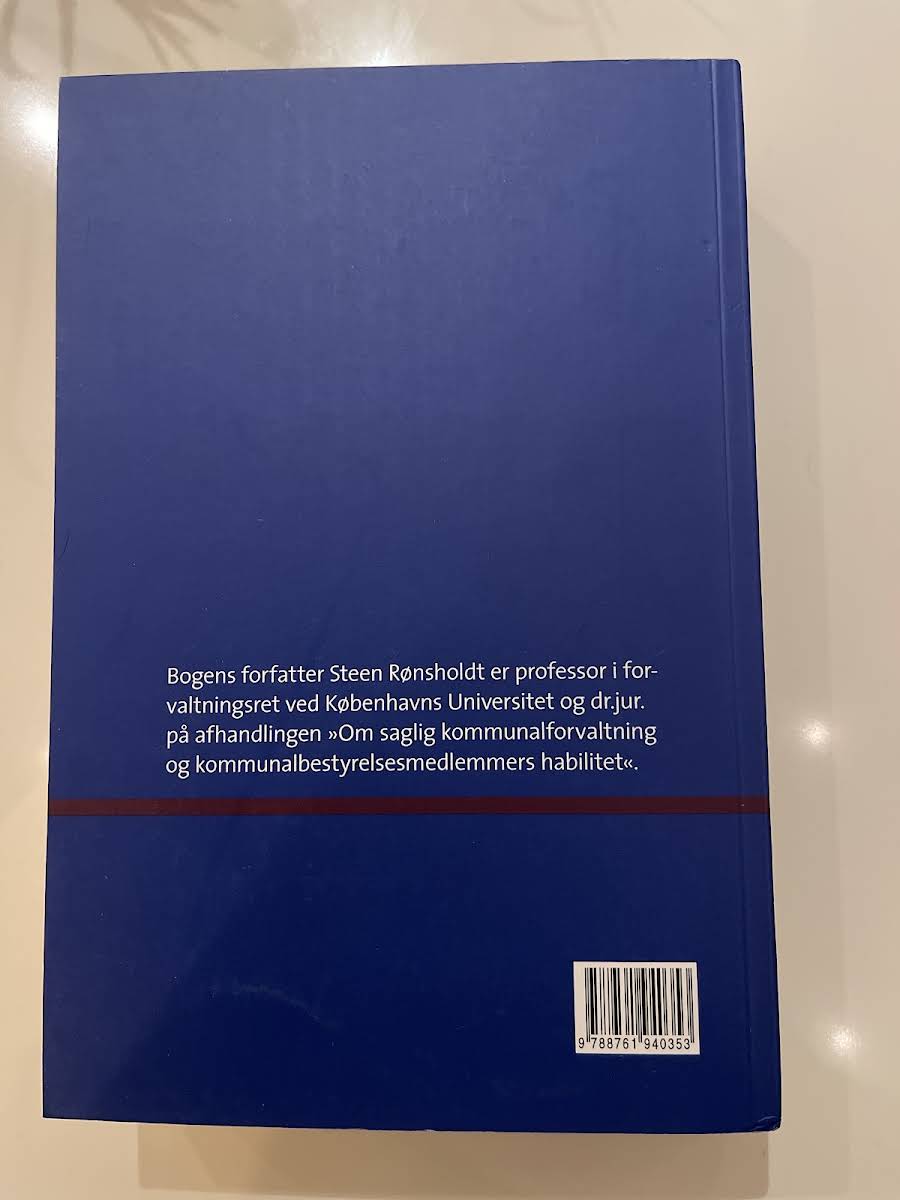 Bogens forfatter Steen Rønsholdt er professor i for-
valtningsret ved Københavns Universitet og dr.jur.
på afhandlingen »Om saglig kommunalforvaltning
og kommunalbestyrelsesmedlemmers habilitet«.
9 788761 940353